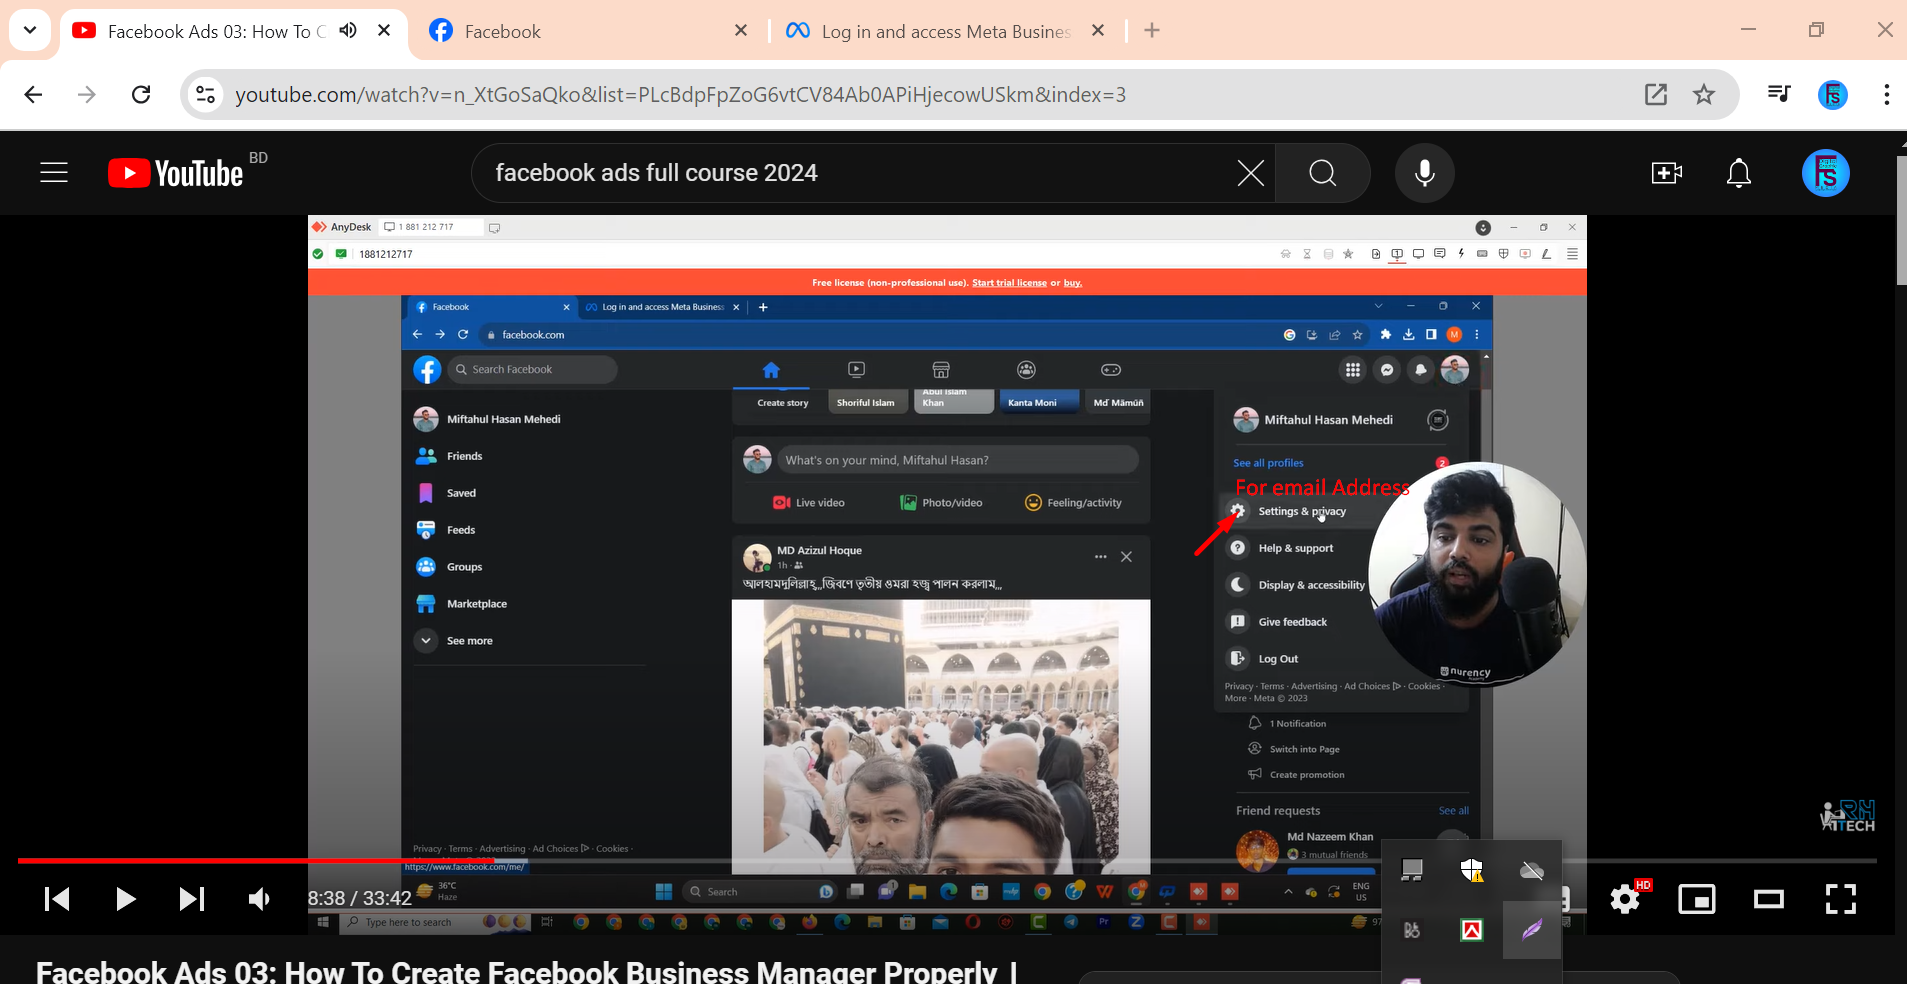 Facebook Ads 03: How To C
Facebook
Log in and access Meta Busines
youtube.com/watch?v=n_XtGoSaQko&list=PLcBdpFpZoG6vtCV84Ab0APiHjecowUSkm&index=3
YouTube BD
facebook ads full course 2024
AnyDesk
1 881 212 717
1881212717
Free license (non-professional use). Start trial license or buy.
Facebook
Log in and access Meta Business
facebook.com
M
Search Facebook
Create story
Shoriful Islam
Abul Islam
Khan
Kanta Moni
Md Mámúñ
Miftahul Hasan Mehedi
Friends
Saved
Feeds
Groups
Marketplace
See more
What's on your mind, Miftahul Hasan?
Live video
Photo/video
Feeling/activity
MD Azizul Hoque
1h
আলহামদুলিল্লাহ্,,,জিবণে তৃতীয় ওমরা হজ্ব পালন করলাম,,,
Miftahul Hasan Mehedi
See all profiles
2
For email Address
Settings & privacy
Help & support
Display & accessibility
Give feedback
Log Out
Privacy · Terms · Advertising · Ad Choices · Cookies ·
More · Meta © 2023
1 Notification
Switch into Page
Create promotion
Friend requests
See all
Md Nazeem Khan
3 mutual friends
nurency
RH
TECH
Privacy · Terms · Advertising · Ad Choices · Cookies ·
https://www.facebook.com/me/
36°C
Haze
Search
ENG
US
8:38 / 33:42
HD
Type here to search
97
Facebook Ads 03: How To Create Facebook Business Manager Properly |